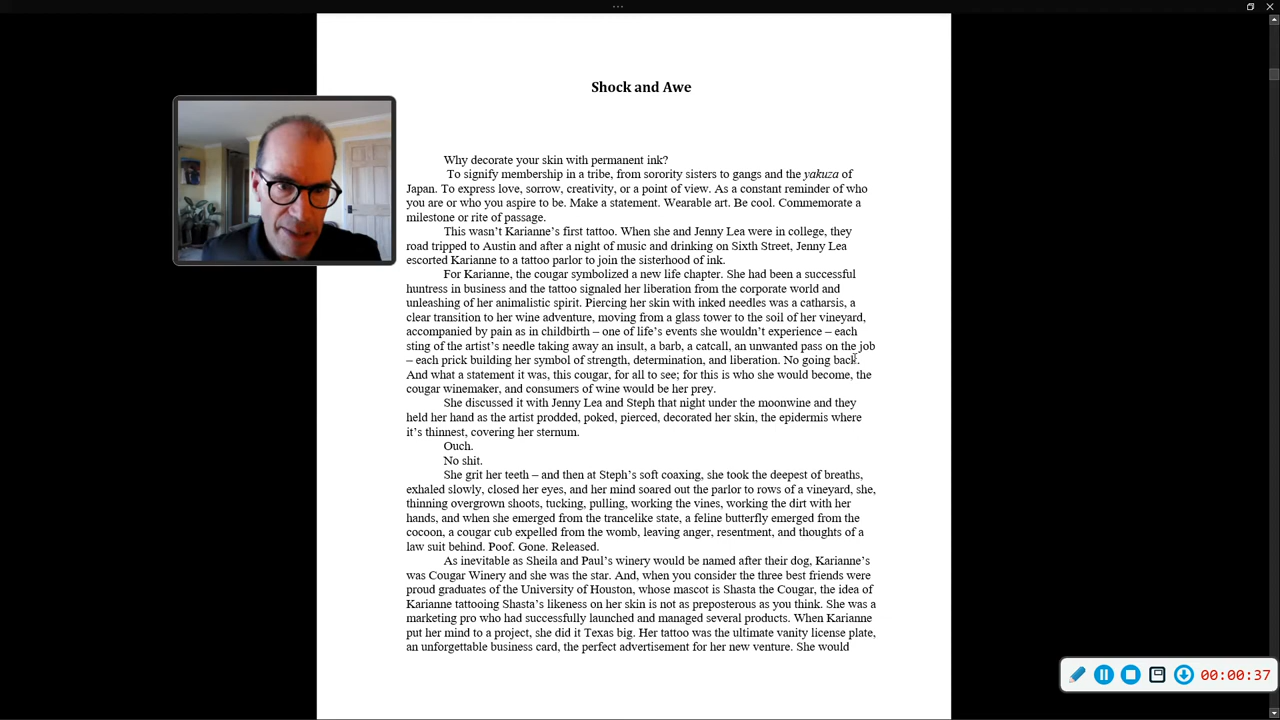 Shock and Awe
Why decorate your skin with permanent ink?
To signify membership in a tribe, from sorority sisters to gangs and the yakuza of
Japan. To express love, sorrow, creativity, or a point of view. As a constant reminder of who
you are or who you aspire to be. Make a statement. Wearable art. Be cool. Commemorate a
milestone or rite of passage.
This wasn't Karianne's first tattoo. When she and Jenny Lea were in college, they
road tripped to Austin and after a night of music and drinking on Sixth Street, Jenny Lea
escorted Karianne to a tattoo parlor to join the sisterhood of ink.
For Karianne, the cougar symbolized a new life chapter. She had been a successful
huntress in business and the tattoo signaled her liberation from the corporate world and
unleashing of her animalistic spirit. Piercing her skin with inked needles was a catharsis, a
clear transition to her wine adventure, moving from a glass tower to the soil of her vineyard,
accompanied by pain as in childbirth – one of life's events she wouldn't experience – each
sting of the artist's needle taking away an insult, a barb, a catcall, an unwanted pass on the job
– each prick building her symbol of strength, determination, and liberation. No going back.
And what a statement it was, this cougar, for all to see; for this is who she would become, the
cougar winemaker, and consumers of wine would be her prey.
She discussed it with Jenny Lea and Steph that night under the moonwine and they
held her hand as the artist prodded, poked, pierced, decorated her skin, the epidermis where
it's thinnest, covering her sternum.
Ouch.
No shit.
She grit her teeth – and then at Steph's soft coaxing, she took the deepest of breaths,
exhaled slowly, closed her eyes, and her mind soared out the parlor to rows of a vineyard, she,
thinning overgrown shoots, tucking, pulling, working the vines, working the dirt with her
hands, and when she emerged from the trancelike state, a feline butterfly emerged from the
cocoon, a cougar cub expelled from the womb, leaving anger, resentment, and thoughts of a
law suit behind. Poof. Gone. Released.
As inevitable as Sheila and Paul's winery would be named after their dog, Karianne's
was Cougar Winery and she was the star. And, when you consider the three best friends were
proud graduates of the University of Houston, whose mascot is Shasta the Cougar, the idea of
Karianne tattooing Shasta's likeness on her skin is not as preposterous as you think. She was a
marketing pro who had successfully launched and managed several products. When Karianne
put her mind to a project, she did it Texas big. Her tattoo was the ultimate vanity license plate,
an unforgettable business card, the perfect advertisement for her new venture. She would
00:00:37